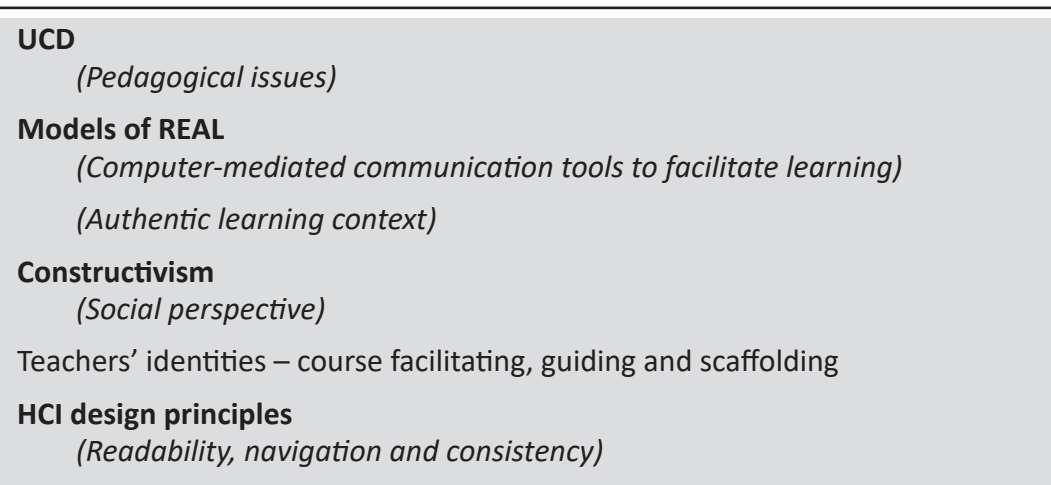 UCD
(Pedagogical issues)
Models of REAL
(Computer-mediated communication tools to facilitate learning)
(Authentic learning context)
Constructivism
(Social perspective)
Teachers’ identities – course facilitating, guiding and scaffolding
HCI design principles
(Readability, navigation and consistency)